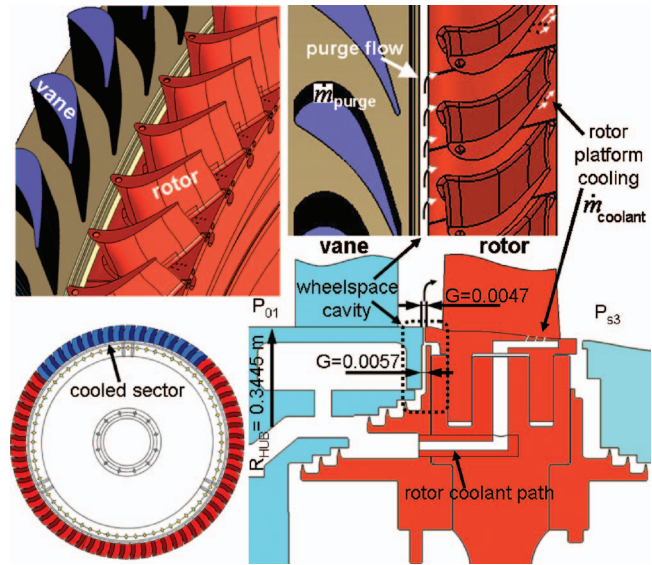 vane
rotor
purge flow
ṁpurge
rotor
platform
cooling
ṁcoolant
vane
rotor
wheelspace
cavity
P01
G=0.0047
Ps3
G=0.0057
RHUB = 0.3445 m
cooled sector
rotor coolant path